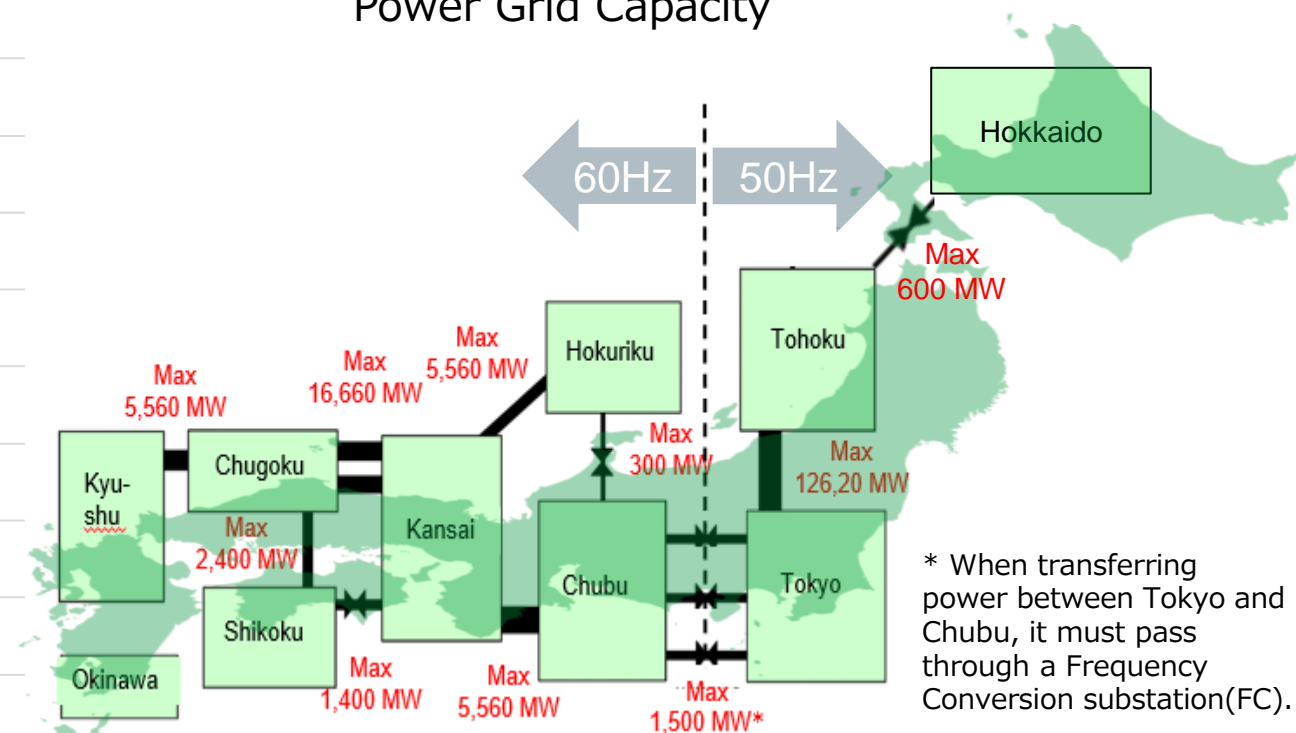 Power Grid Capacity
60Hz
50Hz
Hokkaido
Max
600 MW
Tohoku
Hokuriku
Max
5,560 MW
Max
16,660 MW
Max
5,560 MW
Max
300 MW
Max
126,20 MW
Kyu-
shu
Chugoku
Kansai
Max
2,400 MW
Chubu
Tokyo
Shikoku
Okinawa
Max
1,400 MW
Max
5,560 MW
Max
1,500 MW*
* When transferring
power between Tokyo and
Chubu, it must pass
through a Frequency
Conversion substation(FC).